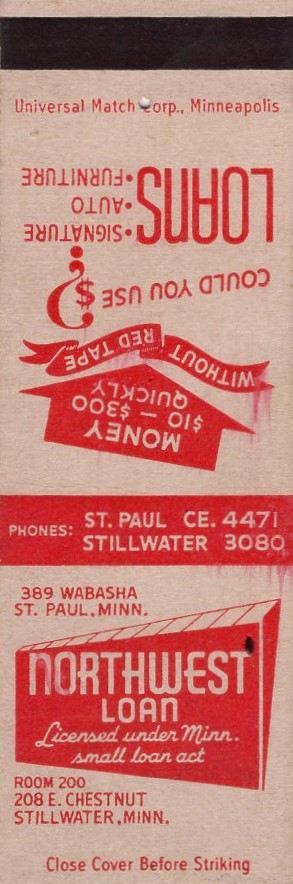 Universal Match Corp., Minneapolis
LOANS
•SIGNATURE
•AUTO
•FURNITURE
COULD YOU USE
$?
WITHOUT RED TAPE
MONEY
$10 — $300
QUICKLY
PHONES: ST. PAUL CE. 4471
STILLWATER 3080
389 WABASHA
ST. PAUL, MINN.
NORTHWEST
LOAN
Licensed under Minn.
small loan act
ROOM 200
208 E. CHESTNUT
STILLWATER, MINN.
Close Cover Before Striking